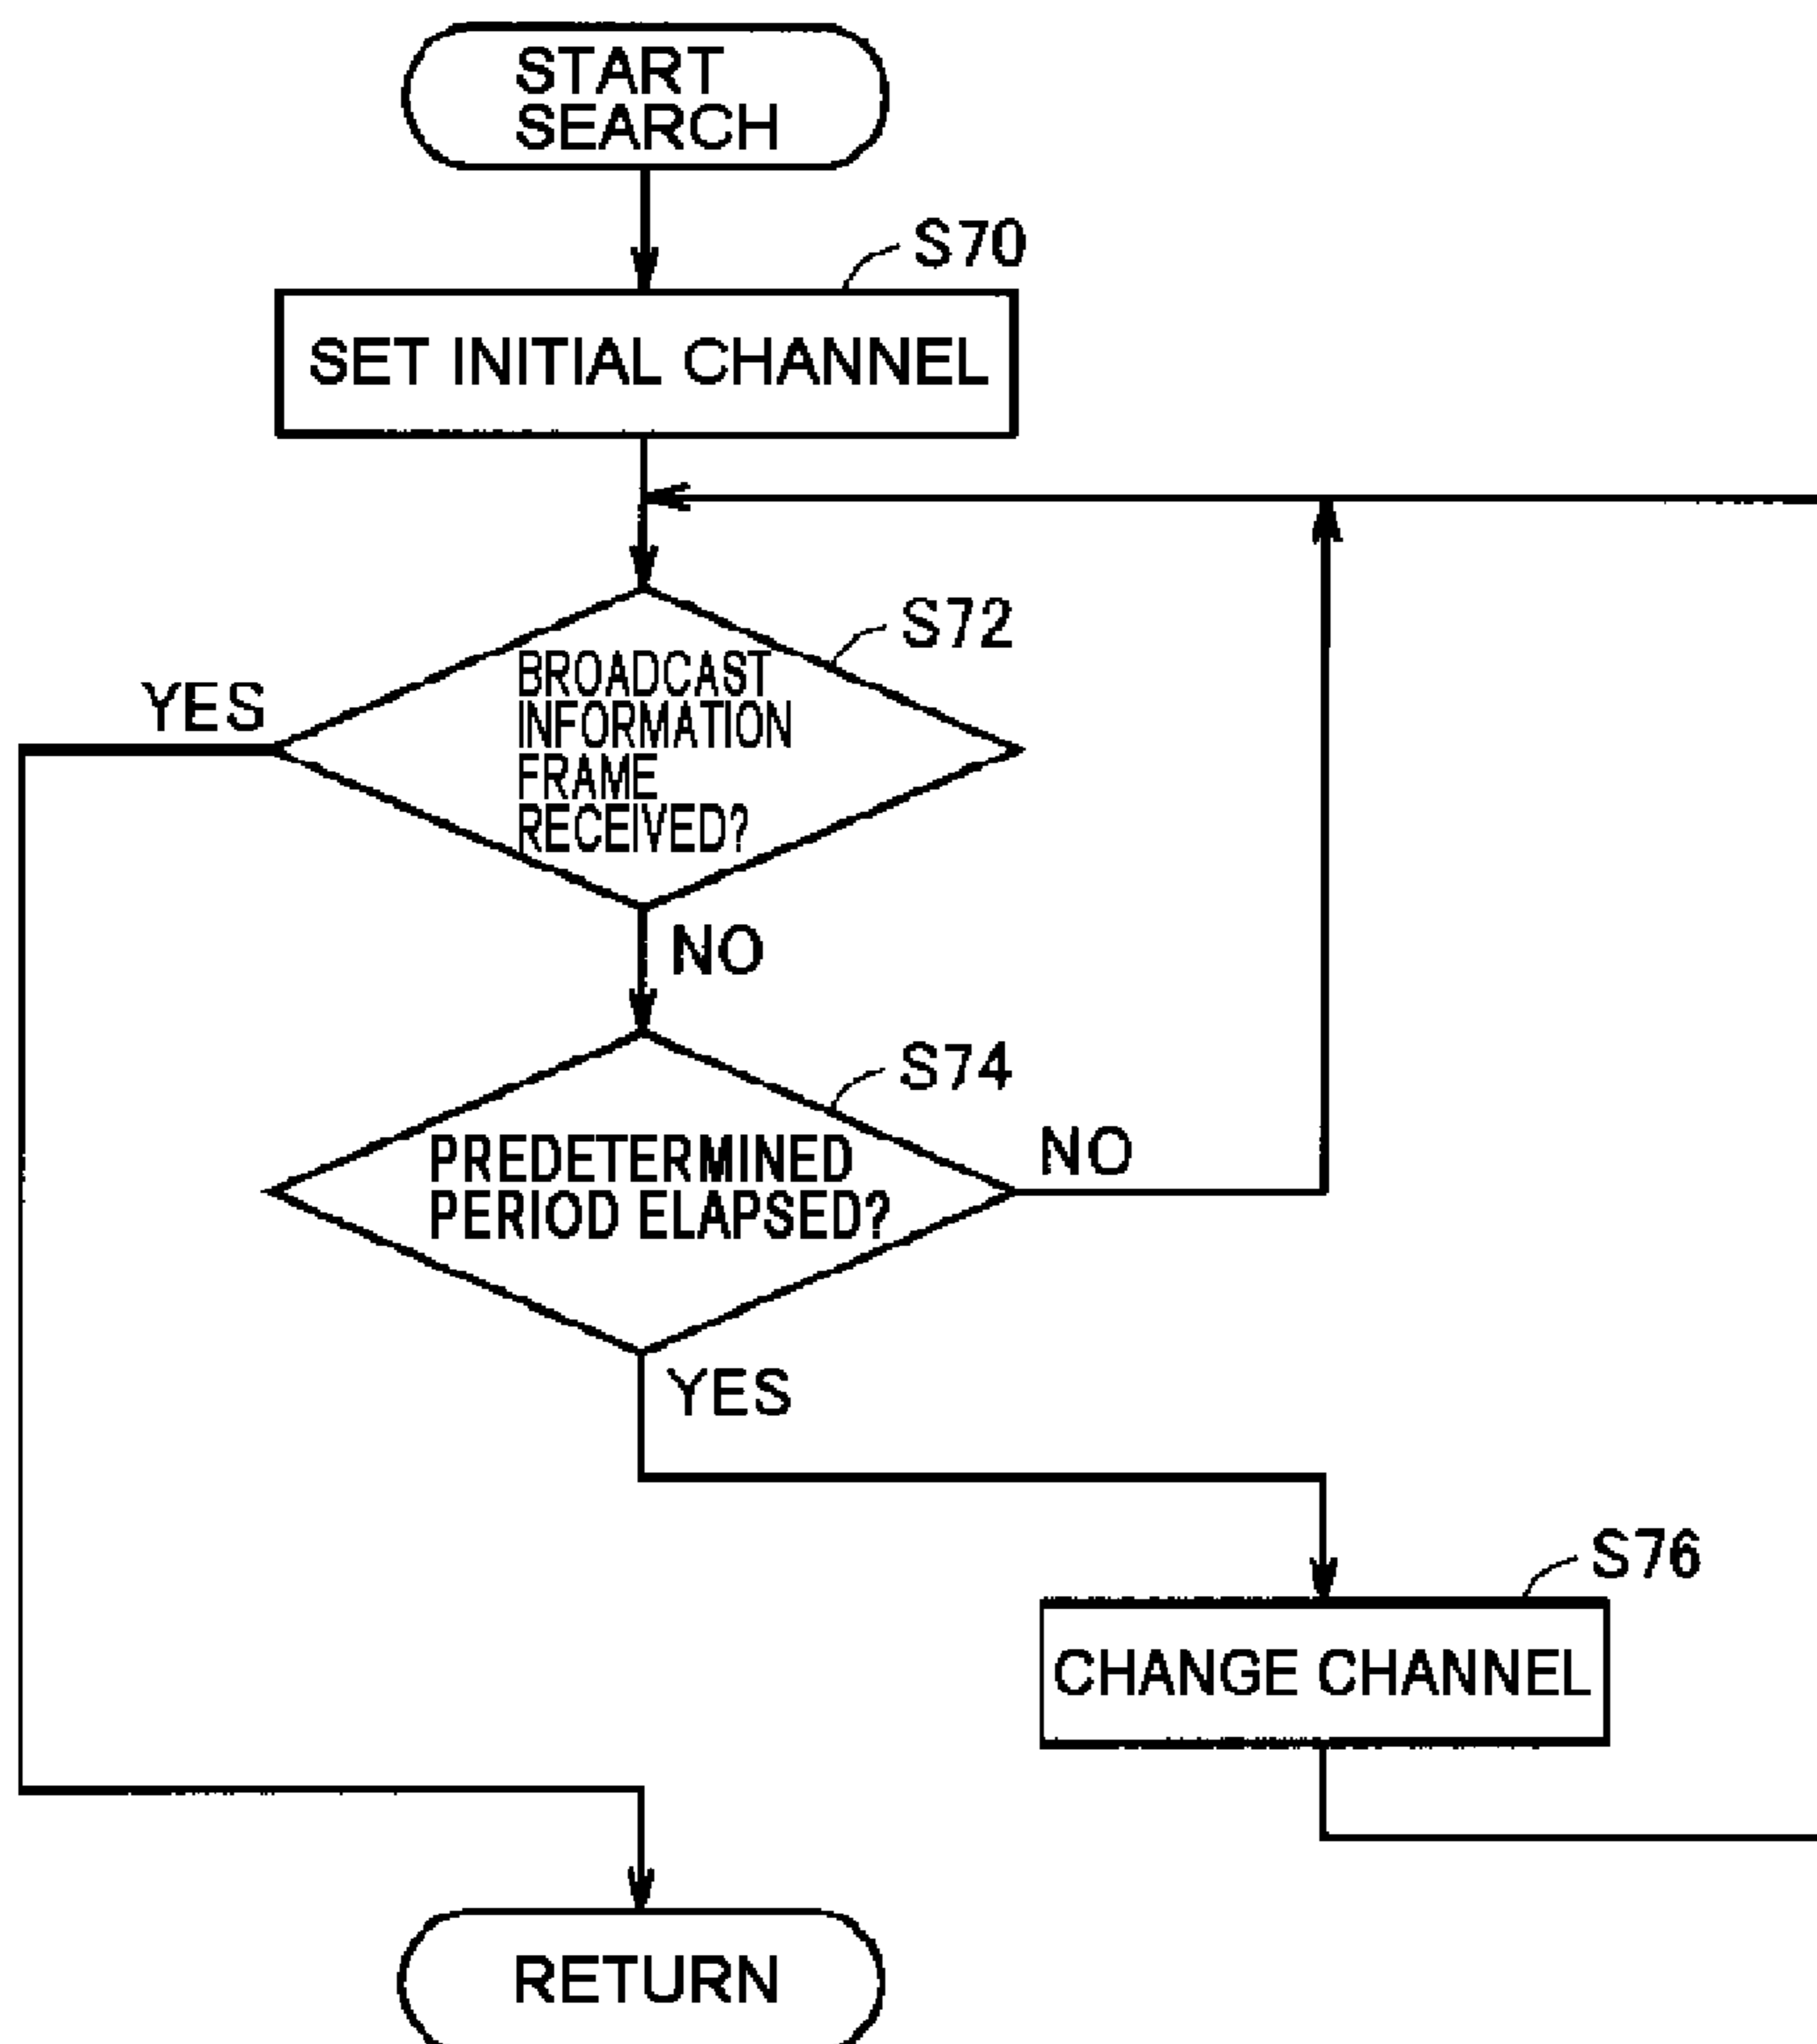 START
SEARCH
S70
SET INITIAL CHANNEL
S72
BROADCAST
INFORMATION
FRAME
RECEIVED?
YES
NO
S74
PREDETERMINED
PERIOD ELAPSED?
NO
YES
S76
CHANGE CHANNEL
RETURN